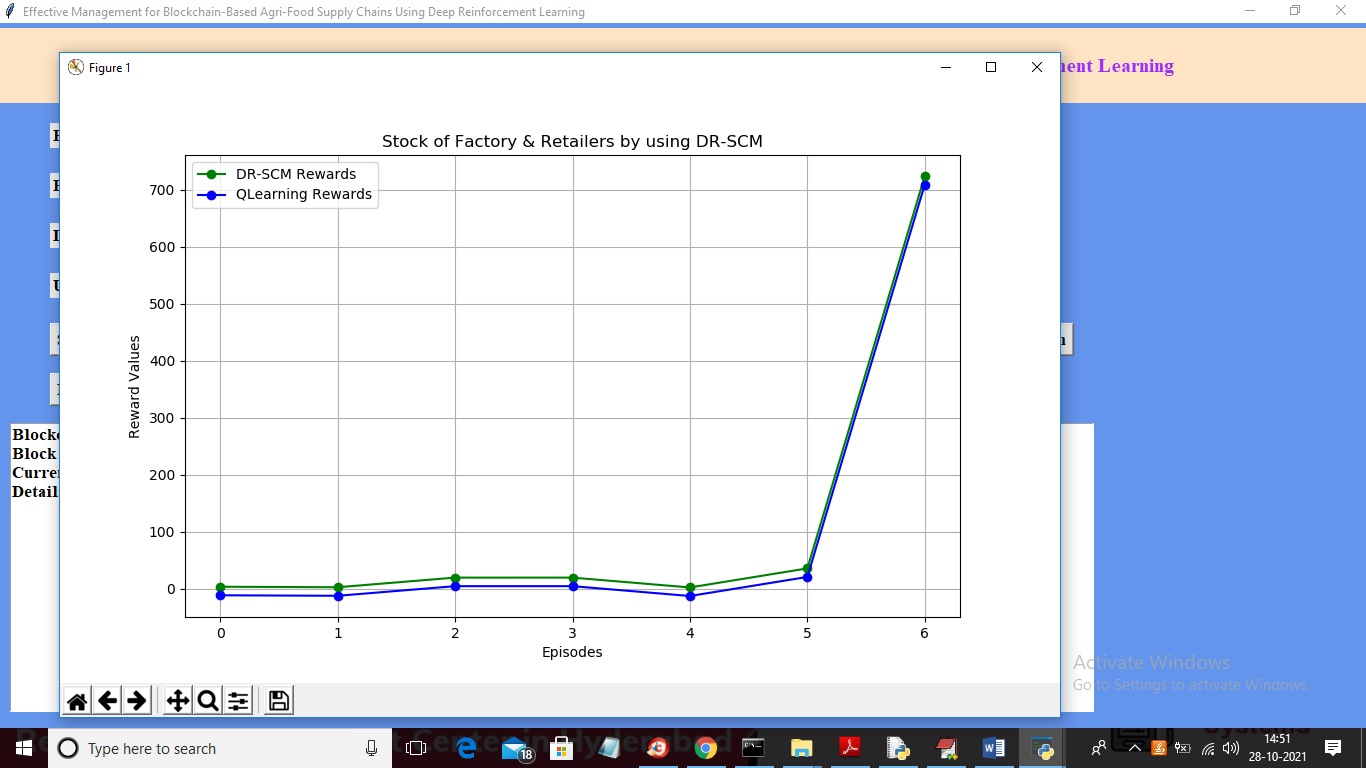 Effective Management for Blockchain-Based Agri-Food Supply Chains Using Deep Reinforcement Learning
Learning
Figure 1
Stock of Factory & Retailers by using DR-SCM
DR-SCM Rewards
QLearning Rewards
700
600
500
400
300
200
100
0
Reward Values
0 1 2 3 4 5 6
Episodes
Block
Detail
Activate Windows
Go to Settings to activate Windows.
Type here to search
18
14:51
28-10-2021